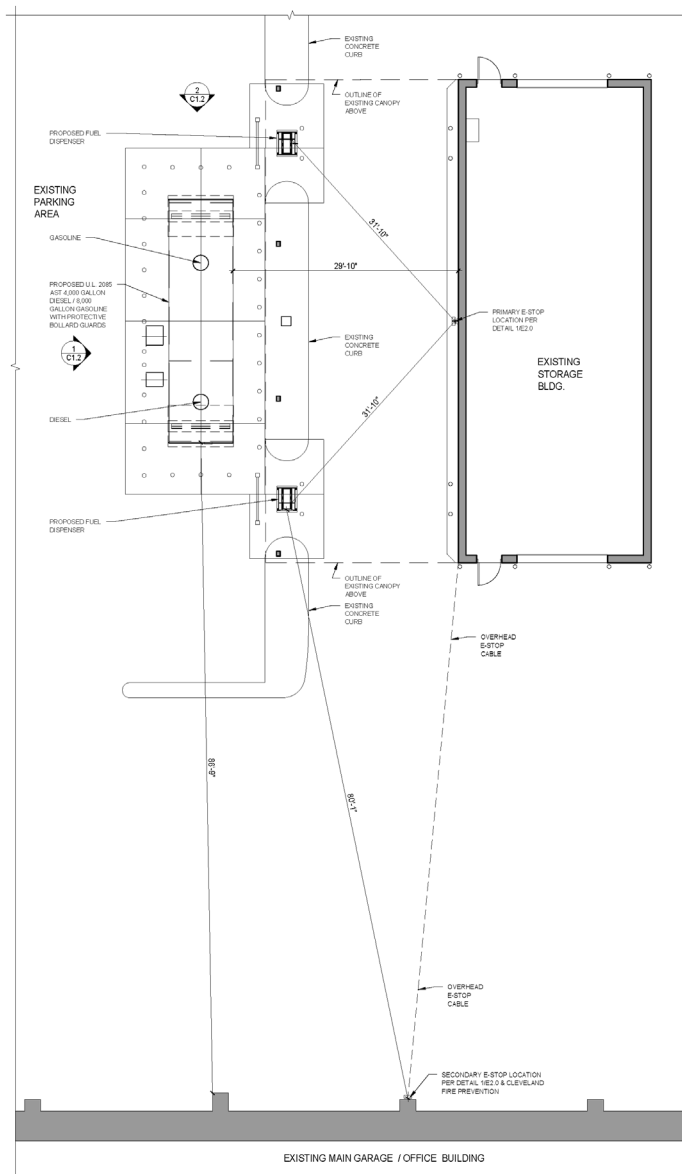 EXISTING
CONCRETE
CURB
2
C1.2
OUTLINE OF
EXISTING CANOPY
ABOVE
PROPOSED FUEL
DISPENSER
EXISTING
PARKING
AREA
31'-10"
GASOLINE
29'-10"
PROPOSED U.L. 2085
AST 4,000 GALLON
DIESEL / 8,000
GALLON GASOLINE
WITH PROTECTIVE
BOLLARD GUARDS
PRIMARY E-STOP
LOCATION PER
DETAIL 1/E2.0
1
C1.2
EXISTING
CONCRETE
CURB
EXISTING
STORAGE
BLDG.
31'-10"
DIESEL
PROPOSED FUEL
DISPENSER
OUTLINE OF
EXISTING CANOPY
ABOVE
EXISTING
CONCRETE
CURB
OVERHEAD
E-STOP
CABLE
80'-1"
OVERHEAD
E-STOP
CABLE
SECONDARY E-STOP LOCATION
PER DETAIL 1/E2.0 & CLEVELAND
FIRE PREVENTION
EXISTING MAIN GARAGE / OFFICE BUILDING